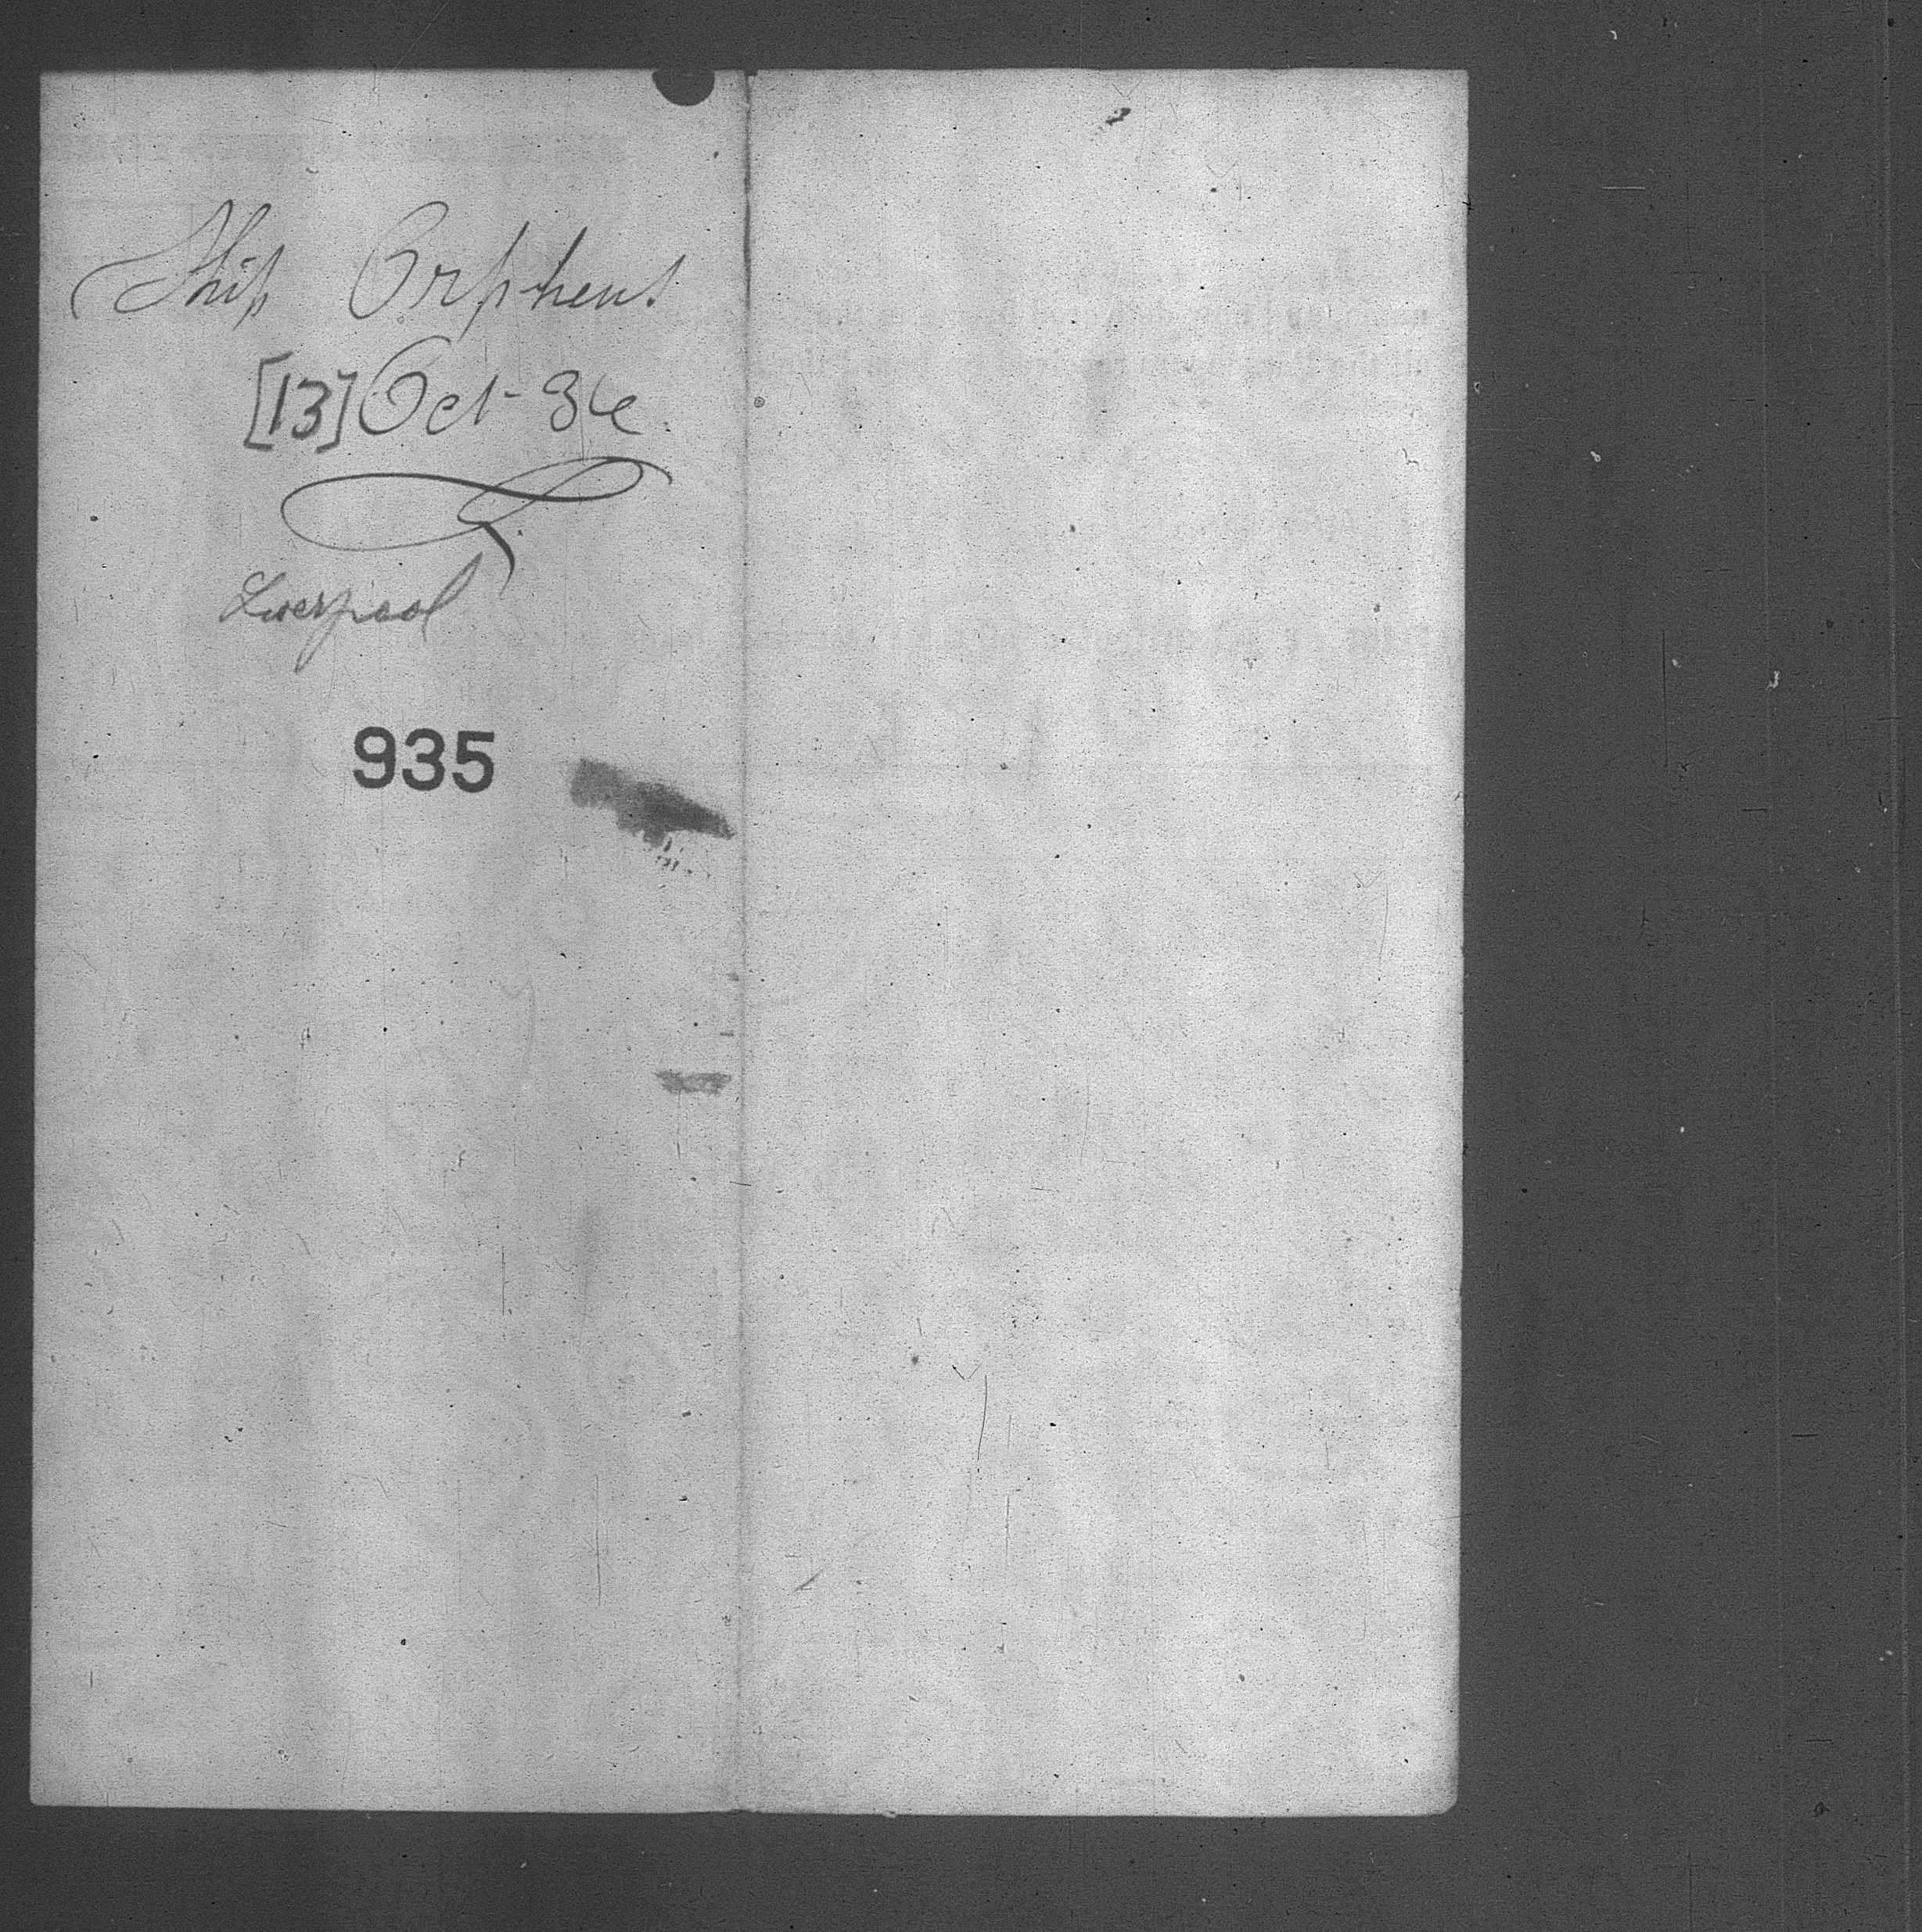 Ship Orpheus
[13] Oct - 36
Liverpool
935